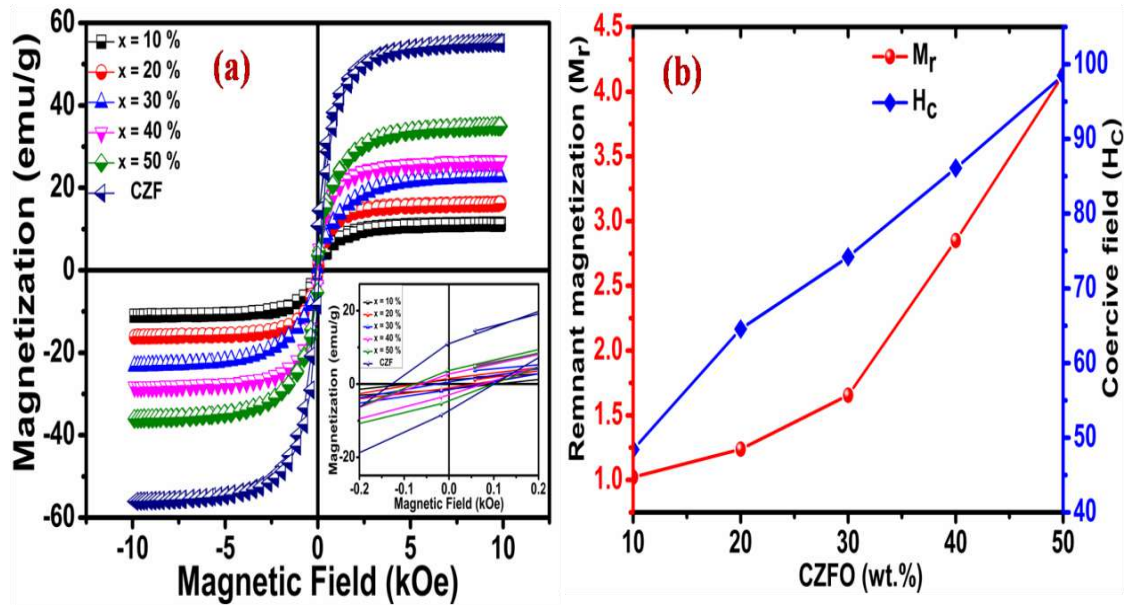 (a)
Magnetization (emu/g)
60
40
20
0
-20
-40
-60
x = 10 %
x = 20 %
x = 30 %
x = 40 %
x = 50 %
CZF
-10
-5
0
5
10
Magnetic Field (kOe)
Magnetization (emu/g)
20
0
-20
x = 10 %
x = 20 %
x = 30 %
x = 40 %
x = 50 %
CZF
-0.2
-0.1
0.0
0.1
0.2
Magnetic Field (kOe)
(b)
Remnant magnetization (Mr)
4.5
4.0
3.5
3.0
2.5
2.0
1.5
1.0
Mr
HC
100
90
80
70
60
50
40
Coercive field (HC)
10
20
30
40
50
CZFO (wt.%)